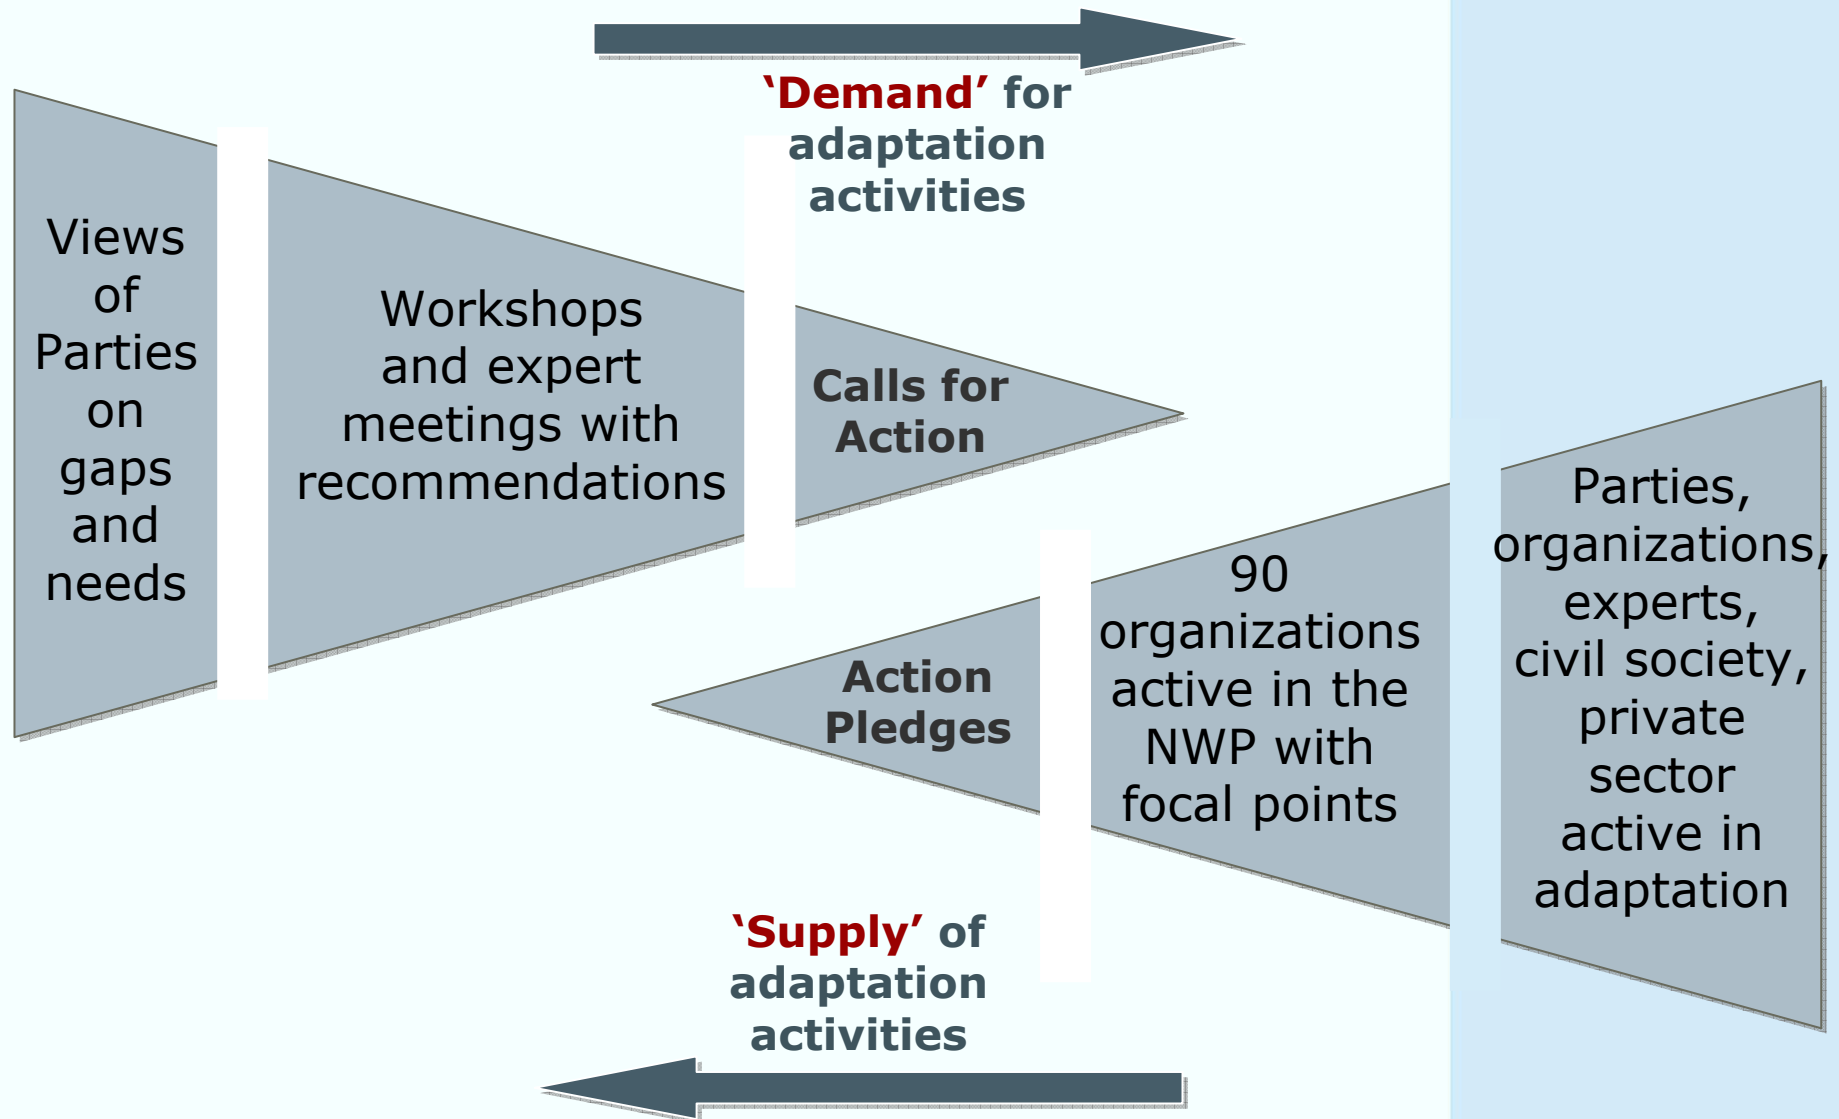 ‘Demand’ for
adaptation
activities
Views
of
Parties
on
gaps
and
needs
Workshops
and expert
meetings with
recommendations
Calls for
Action
Action
Pledges
90
organizations
active in the
NWP with
focal points
Parties,
organizations,
experts,
civil society,
private
sector
active in
adaptation
‘Supply’ of
adaptation
activities